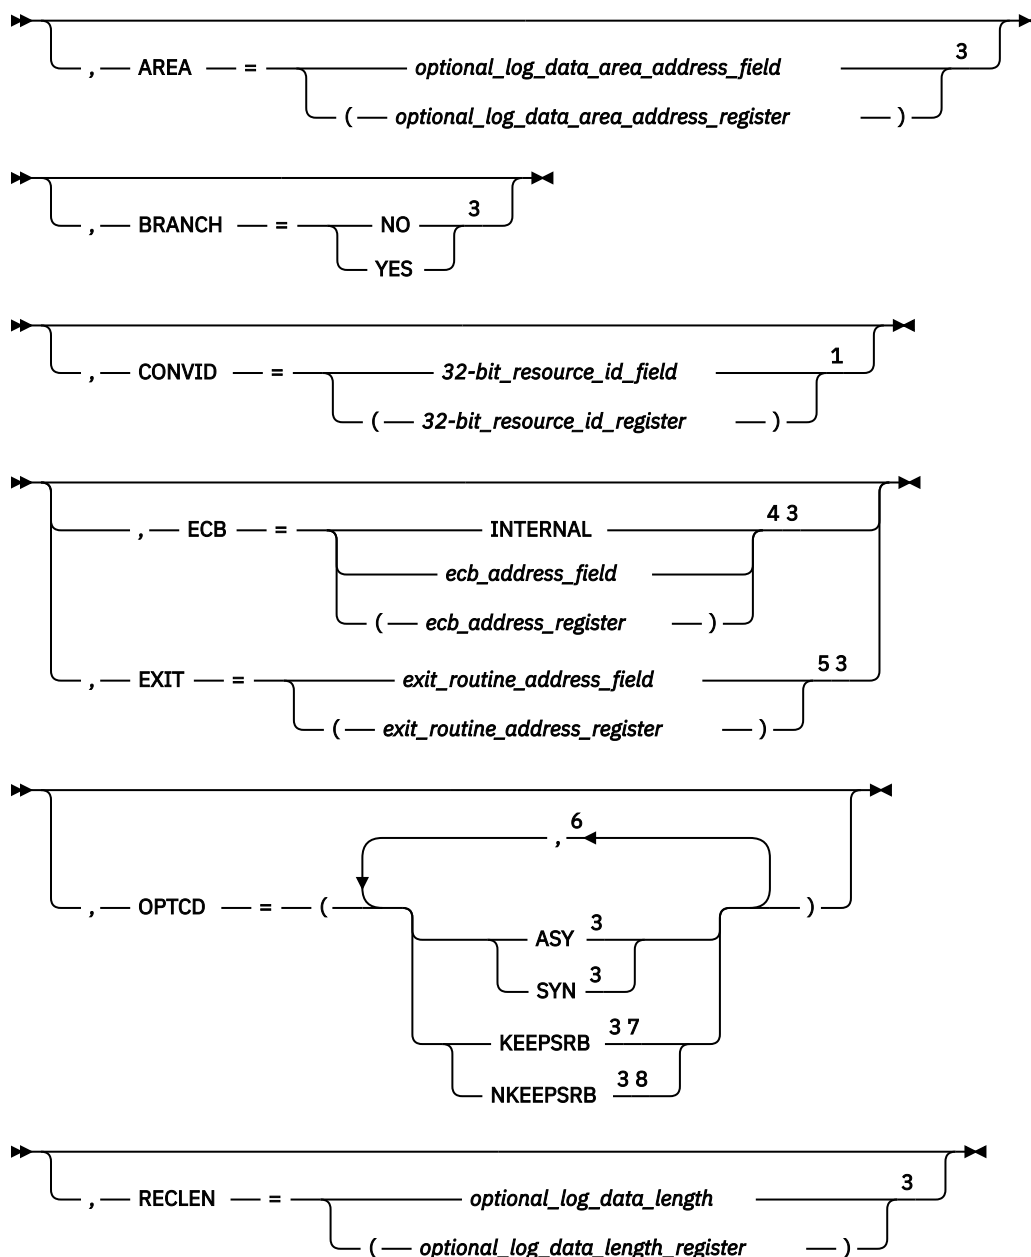 , AREA = optional_log_data_area_address_field 3
( optional_log_data_area_address_register )
, BRANCH = NO 3
YES
, CONVID = 32-bit_resource_id_field 1
( 32-bit_resource_id_register )
, ECB = INTERNAL 4 3
ecb_address_field
( ecb_address_register )
, EXIT = exit_routine_address_field 5 3
( exit_routine_address_register )
, 6
, OPTCD = ( )
ASY 3
SYN 3
KEEPSRB 3 7
NKEEPSRB 3 8
, RECLEN = optional_log_data_length 3
( optional_log_data_length_register )